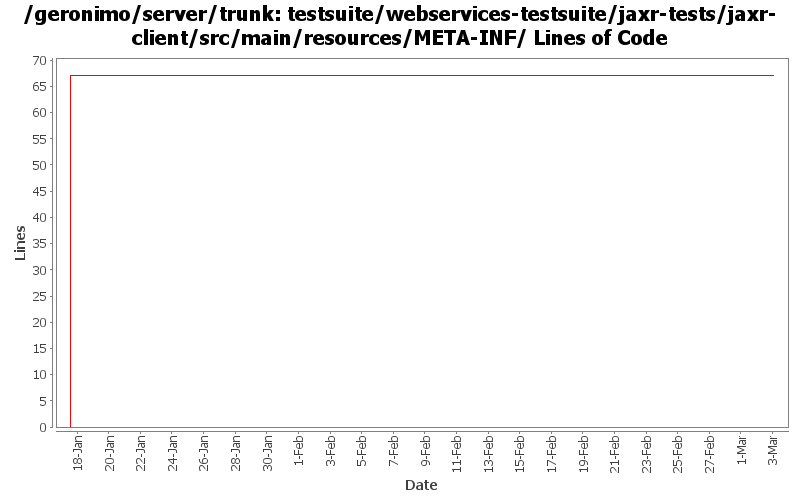 /geronimo/server/trunk: testsuite/webservices-testsuite/jaxr-tests/jaxr-
client/src/main/resources/META-INF/ Lines of Code
70
65
60
55
50
45
40
35
30
25
20
15
10
5
0
Lines
18-Jan
20-Jan
22-Jan
24-Jan
26-Jan
28-Jan
30-Jan
1-Feb
3-Feb
5-Feb
7-Feb
9-Feb
11-Feb
13-Feb
15-Feb
17-Feb
19-Feb
21-Feb
23-Feb
25-Feb
27-Feb
1-Mar
3-Mar
Date